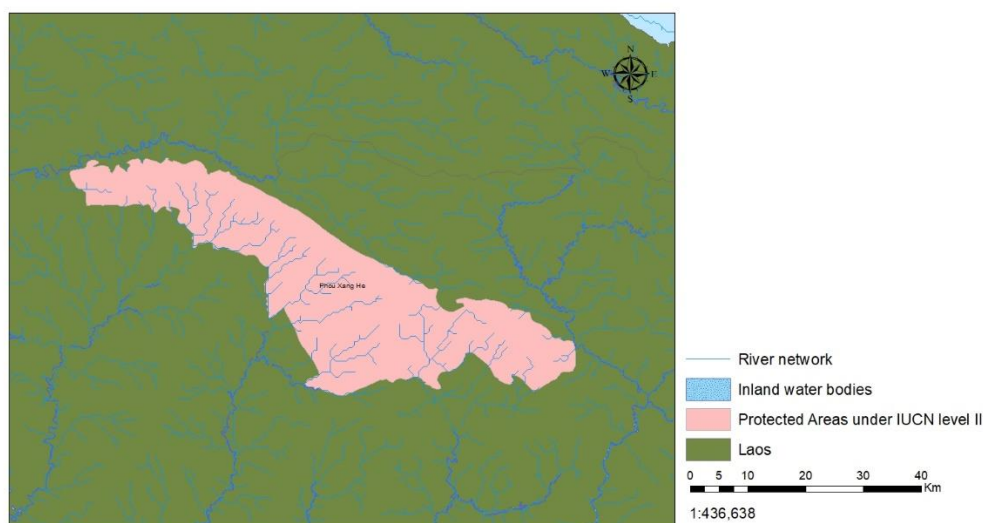 N
W E
S
Phou Xang He
River network
Inland water bodies
Protected Areas under IUCN level II
Laos
0 5 10 20 30 40
Km
1:436,638